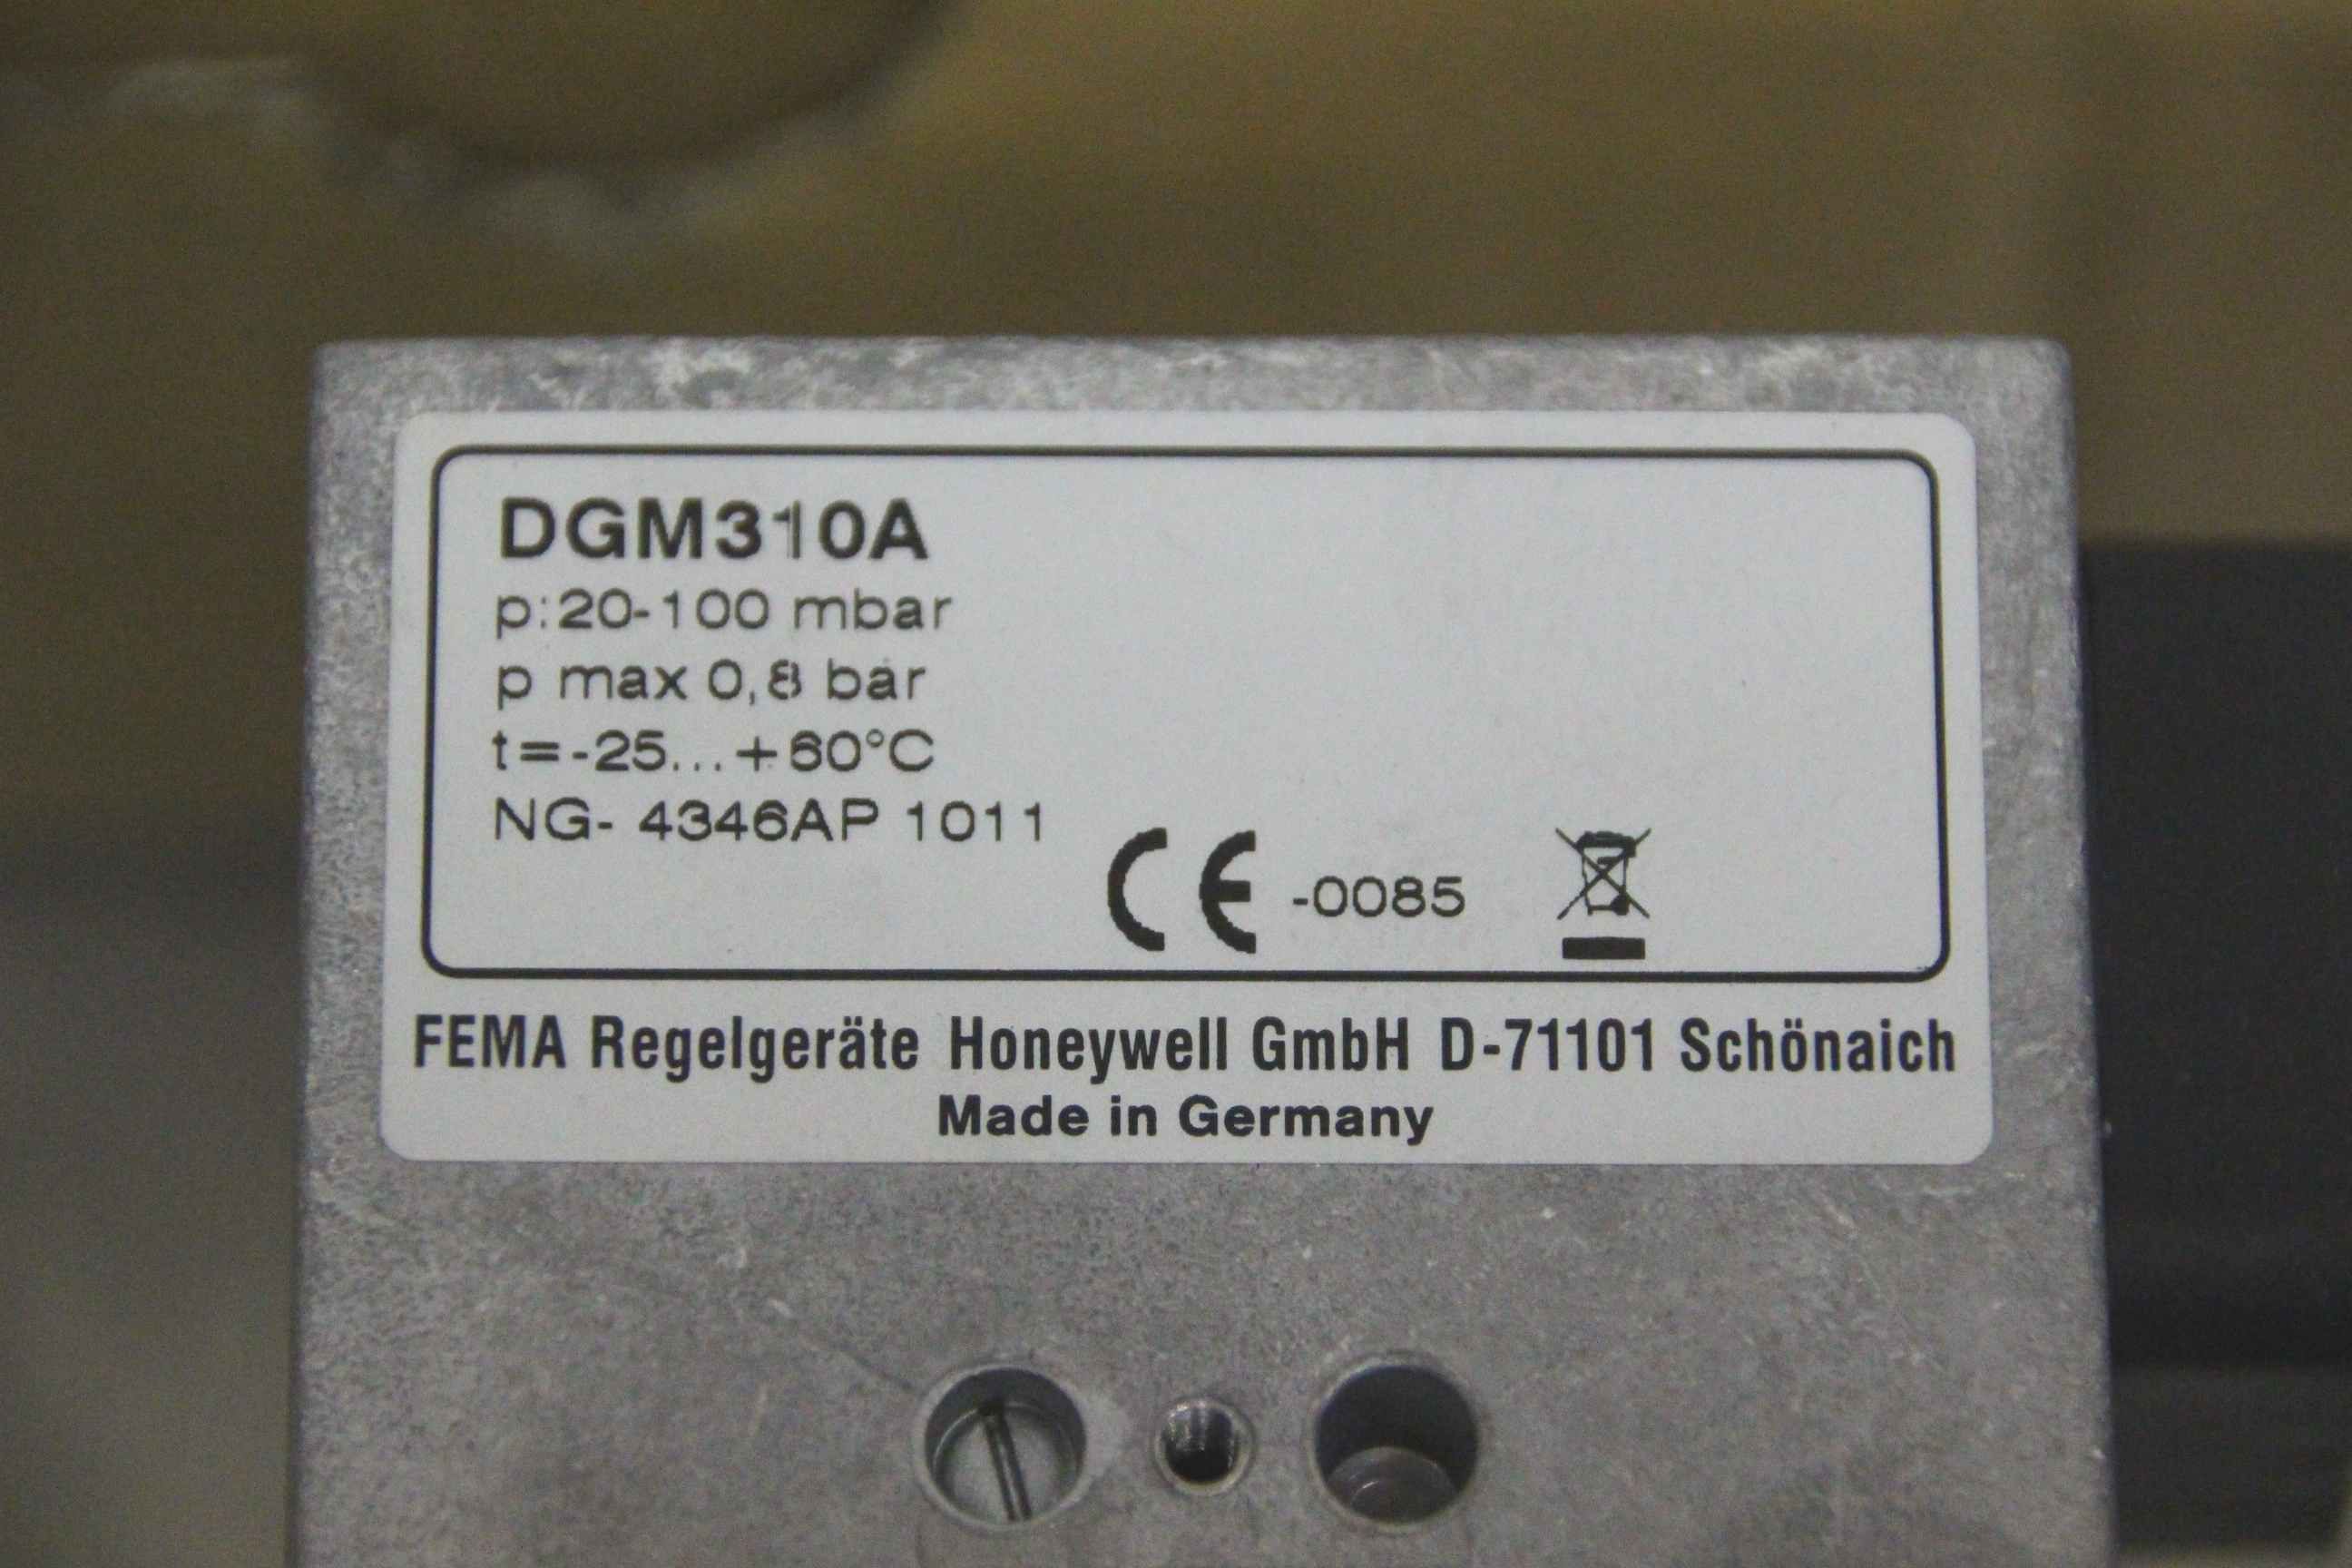 DGM310A
p:20-100 mbar
p max 0,8 bar
t=-25...+60°C
NG- 4346AP 1011
CE -0085
FEMA Regelgeräte Honeywell GmbH D-71101 Schönaich
Made in Germany